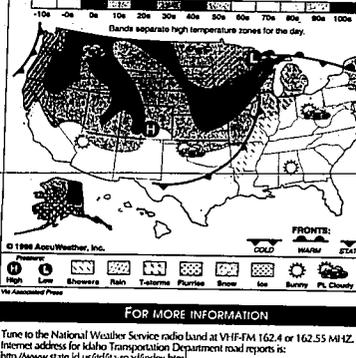 -10s -0s 0s 10s 20s 30s 40s 50s 60s 70s 80s 90s 100s
Bands separate high temperature zones for the day.
L
H
FRONTS:
COLD WARM STAT
© 1996 AccuWeather, Inc.
Pressure:
H L
High Low Showers Rain T-storms Flurries Snow Ice Sunny Pt. Cloudy
Via Associated Press
FOR MORE INFORMATION
Tune to the National Weather Service radio band at VHF-FM 162.4 or 162.55 MHZ.
Internet address for Idaho Transportation Department road reports is: